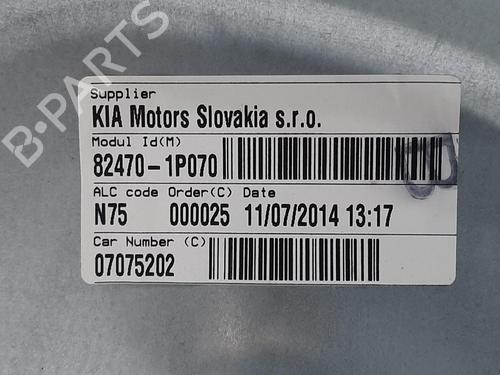 B-PARTS
Supplier
KIA Motors Slovakia s.r.o.
Modul Id(M)
82470-1P070
ALC code Order(C) Date
N75 000025 11/07/2014 13:17
Car Number (C)
07075202